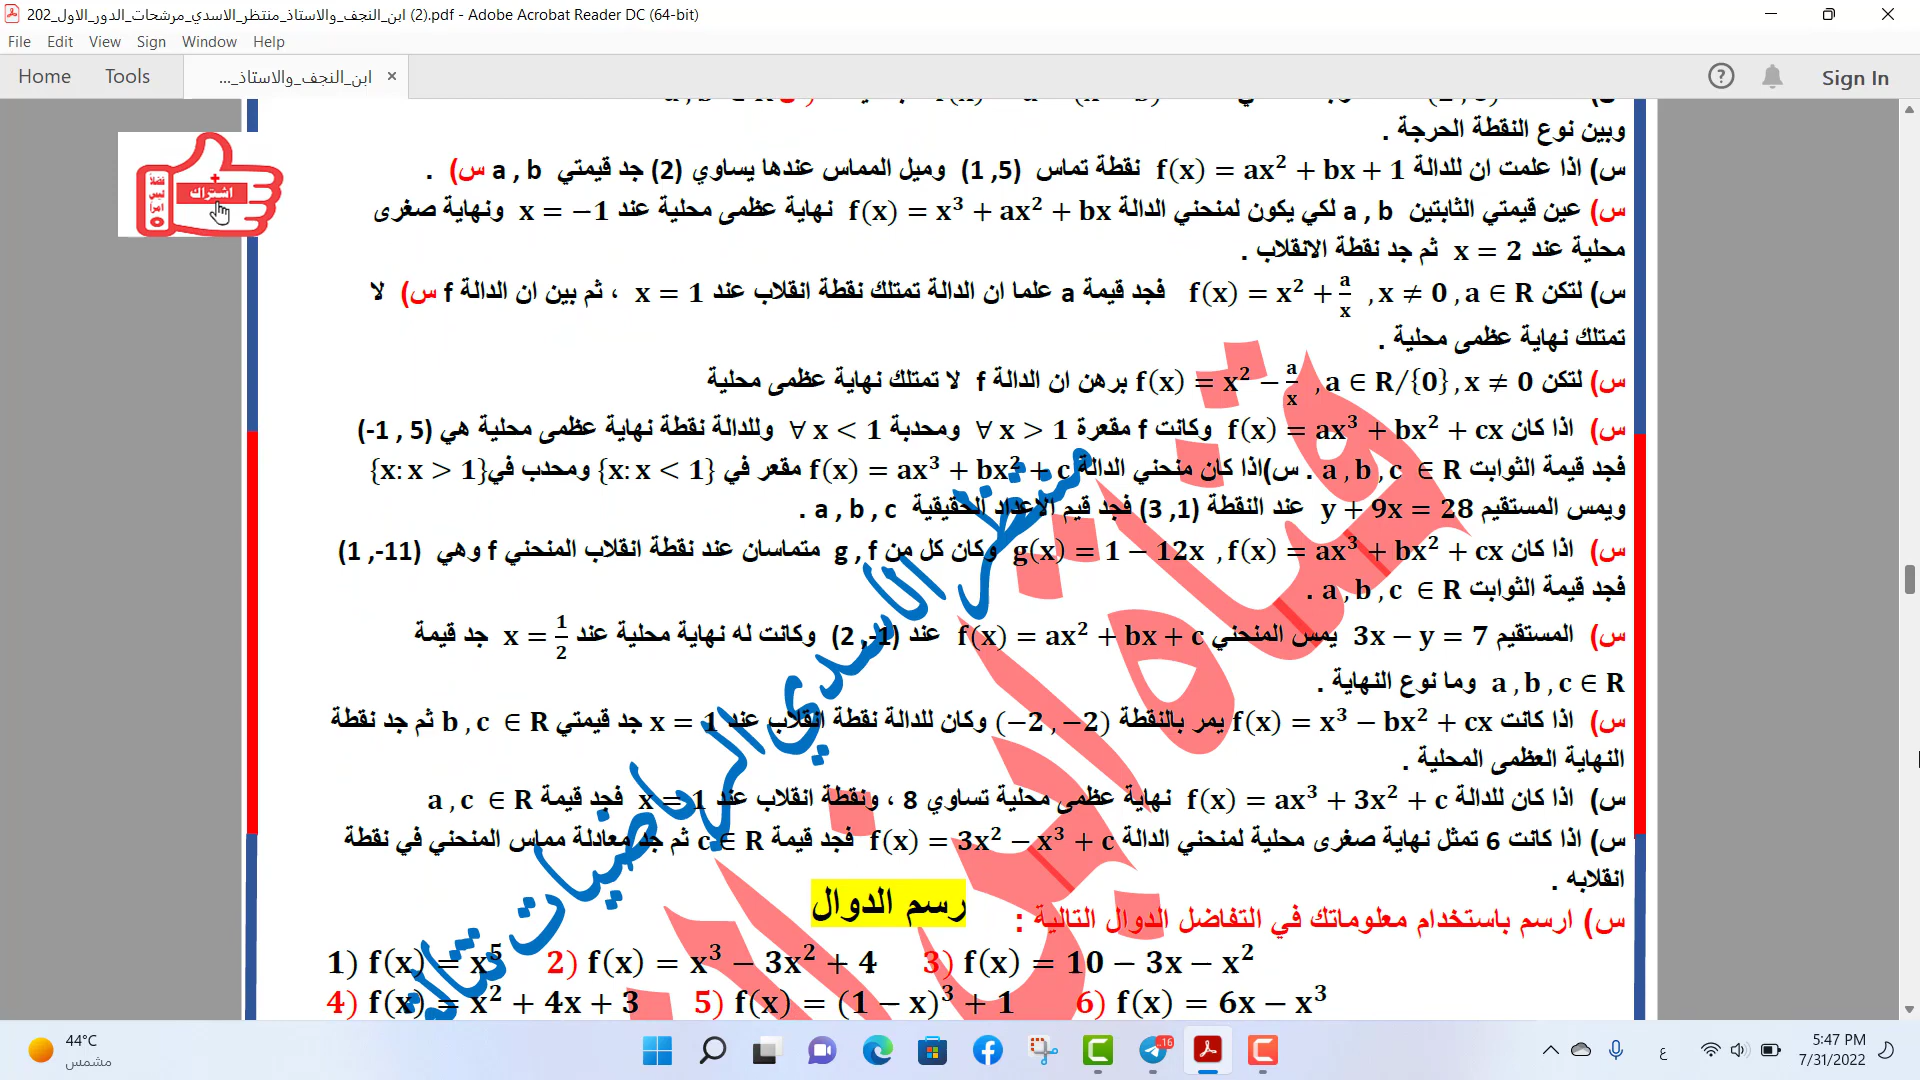 ابن_النجف_والاستاذ_منتظر_الاسدي_مرشحات_الدور_الاول_202 (2).pdf - Adobe Acrobat Reader DC (64-bit)
File Edit View Sign Window Help
Home Tools ابن_النجف_والاستاذ_... Sign In
وبين نوع النقطة الحرجة .
س) اذا علمت ان للدالة f(x) = ax² + bx + 1 نقطة تماس (1, 5) وميل المماس عندها يساوي (2) جد قيمتي a , b س) .
س) عين قيمتي الثابتين a , b لكي يكون لمنحني الدالة f(x) = x³ + ax² + bx نهاية عظمى محلية عند x = −1 ونهاية صغرى
محلية عند x = 2 ثم جد نقطة الانقلاب .
س) لتكن f(x) = x² + a/x , x ≠ 0 , a ∈ R فجد قيمة a علما ان الدالة تمتلك نقطة انقلاب عند x = 1 ، ثم بين ان الدالة f س) لا
تمتلك نهاية عظمى محلية .
س) لتكن f(x) = x² − a/x , a ∈ R/{0} , x ≠ 0 برهن ان الدالة f لا تمتلك نهاية عظمى محلية
س) اذا كان f(x) = ax³ + bx² + cx وكانت f مقعرة ∀ x > 1 ومحدبة ∀ x < 1 وللدالة نقطة نهاية عظمى محلية هي (-1 , 5)
فجد قيمة الثوابت a , b , c ∈ R . س)اذا كان منحني الدالة f(x) = ax³ + bx² + c مقعر في {x: x < 1} ومحدب في {x: x > 1}
ويمس المستقيم y + 9x = 28 عند النقطة (3 ,1) فجد قيم الاعداد الحقيقية a , b , c .
س) اذا كان f(x) = ax³ + bx² + cx , g(x) = 1 − 12x وكان كل من g , f متماسان عند نقطة انقلاب المنحني f وهي (1 ,-11)
فجد قيمة الثوابت a , b , c ∈ R .
س) المستقيم 3x − y = 7 يمس المنحني f(x) = ax² + bx + c عند (2 ,-1) وكانت له نهاية محلية عند x = 1/2 جد قيمة
a , b , c ∈ R وما نوع النهاية .
س) اذا كانت f(x) = x³ − bx² + cx يمر بالنقطة (−2 , −2) وكان للدالة نقطة انقلاب عند x = 1 جد قيمتي b , c ∈ R ثم جد نقطة
النهاية العظمى المحلية .
س) اذا كان للدالة f(x) = ax³ + 3x² + c نهاية عظمى محلية تساوي 8 ، ونقطة انقلاب عند x = 1 فجد قيمة a , c ∈ R
س) اذا كانت 6 تمثل نهاية صغرى محلية لمنحني الدالة f(x) = 3x² − x³ + c فجد قيمة c ∈ R ثم جد معادلة مماس المنحني في نقطة
انقلابه .
رسم الدوال
س) ارسم باستخدام معلوماتك في التفاضل الدوال التالية :
1) f(x) = x⁵ 2) f(x) = x³ − 3x² + 4 3) f(x) = 10 − 3x − x²
4) f(x) = x² + 4x + 3 5) f(x) = (1 − x)³ + 1 6) f(x) = 6x − x³
اشتراك
منتظر الأسدي الرياضيات
قناة ابن
44°C
مشمس
16
ع
5:47 PM
7/31/2022